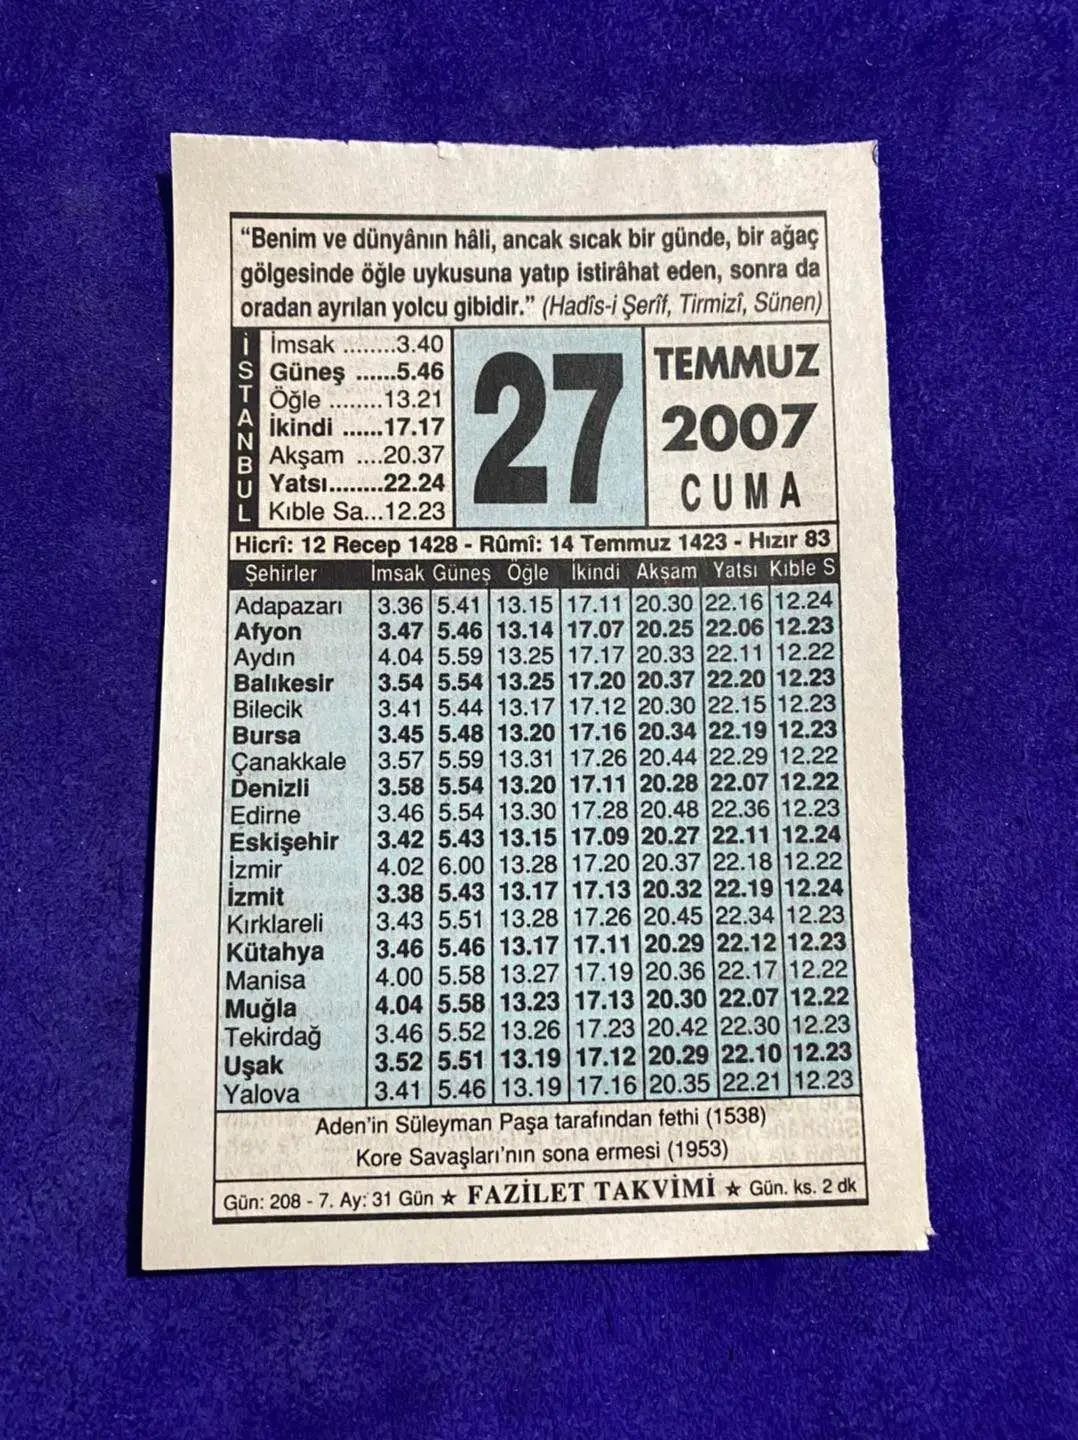 “Benim ve dünyânın hâli, ancak sıcak bir günde, bir ağaç
gölgesinde öğle uykusuna yatıp istirâhat eden, sonra da
oradan ayrılan yolcu gibidir.” (Hadîs-i Şerîf, Tirmizî, Sünen)
İSTANBUL
İmsak ........3.40
Güneş ......5.46
Öğle ........13.21
İkindi ......17.17
Akşam ....20.37
Yatsı........22.24
Kıble Sa...12.23
27
TEMMUZ
2007
CUMA
Hicrî: 12 Recep 1428 - Rûmî: 14 Temmuz 1423 - Hızır 83
Şehirler İmsak Güneş Öğle İkindi Akşam Yatsı Kıble S
Adapazarı 3.36 5.41 13.15 17.11 20.30 22.16 12.24
Afyon 3.47 5.46 13.14 17.07 20.25 22.06 12.23
Aydın 4.04 5.59 13.25 17.17 20.33 22.11 12.22
Balıkesir 3.54 5.54 13.25 17.20 20.37 22.20 12.23
Bilecik 3.41 5.44 13.17 17.12 20.30 22.15 12.23
Bursa 3.45 5.48 13.20 17.16 20.34 22.19 12.23
Çanakkale 3.57 5.59 13.31 17.26 20.44 22.29 12.22
Denizli 3.58 5.54 13.20 17.11 20.28 22.07 12.22
Edirne 3.46 5.54 13.30 17.28 20.48 22.36 12.23
Eskişehir 3.42 5.43 13.15 17.09 20.27 22.11 12.24
İzmir 4.02 6.00 13.28 17.20 20.37 22.18 12.22
İzmit 3.38 5.43 13.17 17.13 20.32 22.19 12.24
Kırklareli 3.43 5.51 13.28 17.26 20.45 22.34 12.23
Kütahya 3.46 5.46 13.17 17.11 20.29 22.12 12.23
Manisa 4.00 5.58 13.27 17.19 20.36 22.17 12.22
Muğla 4.04 5.58 13.23 17.13 20.30 22.07 12.22
Tekirdağ 3.46 5.52 13.26 17.23 20.42 22.30 12.23
Uşak 3.52 5.51 13.19 17.12 20.29 22.10 12.23
Yalova 3.41 5.46 13.19 17.16 20.35 22.21 12.23
Aden’in Süleyman Paşa tarafından fethi (1538)
Kore Savaşları’nın sona ermesi (1953)
Gün: 208 - 7. Ay: 31 Gün ★ FAZİLET TAKVİMİ ★ Gün. ks. 2 dk